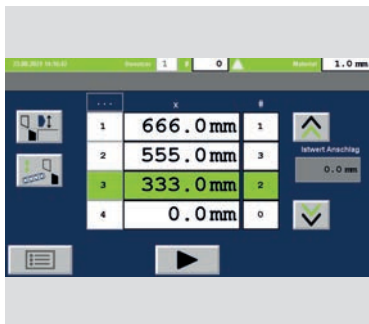 1 # 0 Material 1.0 mm
... x #
1 666.0mm 1
2 555.0mm 3
Istwert Anschlag
0.0 mm
3 333.0mm 2
4 0.0mm 0